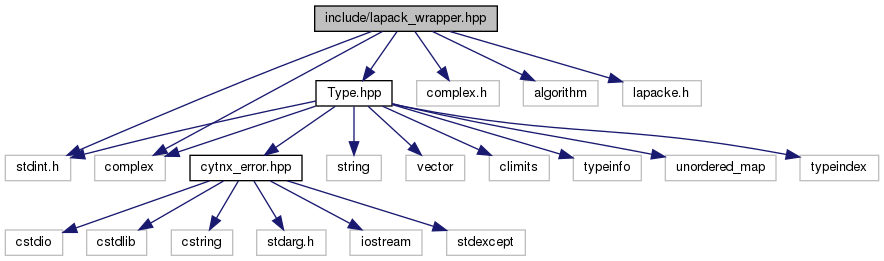 include/lapack_wrapper.hpp
Type.hpp
complex.h
algorithm
lapacke.h
stdint.h
complex
cytnx_error.hpp
string
vector
climits
typeinfo
unordered_map
typeindex
cstdio
cstdlib
cstring
stdarg.h
iostream
stdexcept